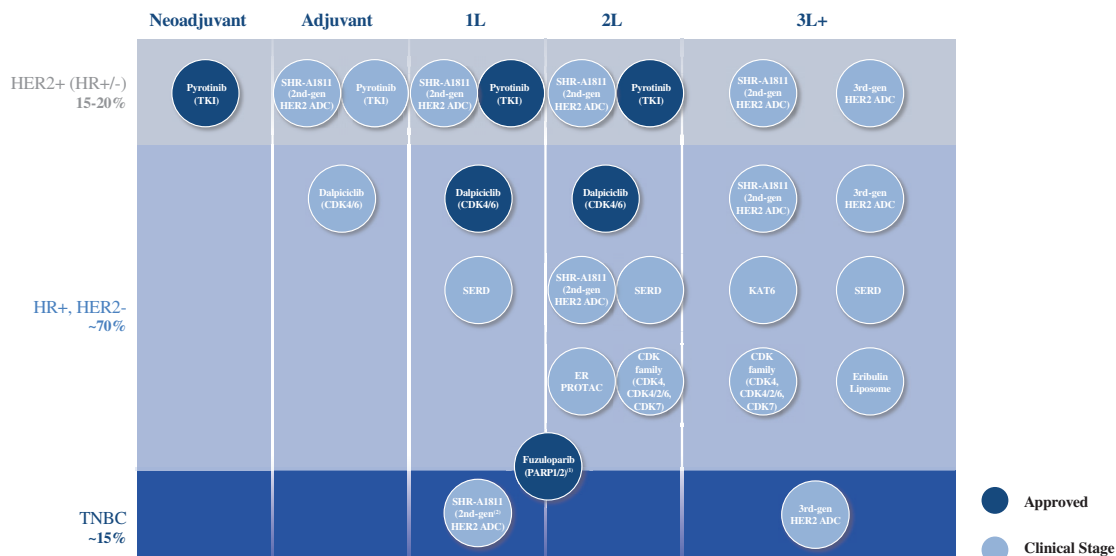 Neoadjuvant
Adjuvant
1L
2L
3L+
HER2+ (HR+/-)
15-20%
Pyrotinib
(TKI)
SHR-A1811
(2nd-gen
HER2 ADC)
Pyrotinib
(TKI)
SHR-A1811
(2nd-gen
HER2 ADC)
Pyrotinib
(TKI)
SHR-A1811
(2nd-gen
HER2 ADC)
Pyrotinib
(TKI)
SHR-A1811
(2nd-gen
HER2 ADC)
3rd-gen
HER2 ADC
HR+, HER2-
~70%
Dalpiciclib
(CDK4/6)
Dalpiciclib
(CDK4/6)
Dalpiciclib
(CDK4/6)
SHR-A1811
(2nd-gen
HER2 ADC)
3rd-gen
HER2 ADC
SERD
SHR-A1811
(2nd-gen
HER2 ADC)
SERD
KAT6
SERD
ER
PROTAC
CDK
family
(CDK4,
CDK4/2/6,
CDK7)
CDK
family
(CDK4,
CDK4/2/6,
CDK7)
Eribulin
Liposome
Fuzuloparib
(PARP1/2)(1)
TNBC
~15%
SHR-A1811
(2nd-gen(2)
HER2 ADC)
3rd-gen
HER2 ADC
Approved
Clinical Stage